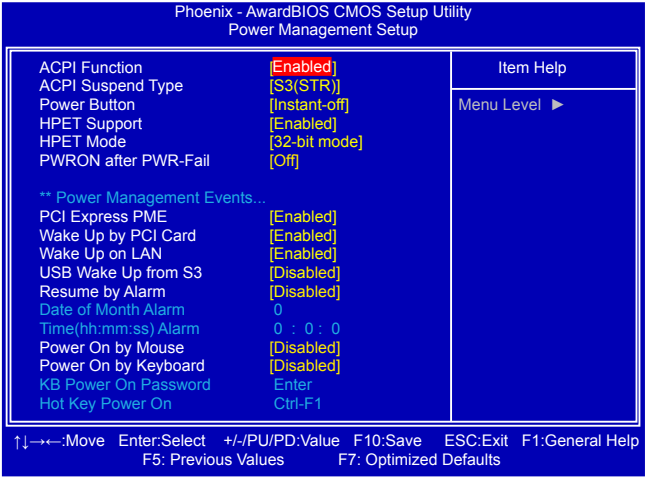 Phoenix - AwardBIOS CMOS Setup Utility
Power Management Setup
ACPI Function [Enabled]
ACPI Suspend Type [S3(STR)]
Power Button [Instant-off]
HPET Support [Enabled]
HPET Mode [32-bit mode]
PWRON after PWR-Fail [Off]
** Power Management Events...
PCI Express PME [Enabled]
Wake Up by PCI Card [Enabled]
Wake Up on LAN [Enabled]
USB Wake Up from S3 [Disabled]
Resume by Alarm [Disabled]
Date of Month Alarm 0
Time(hh:mm:ss) Alarm 0 : 0 : 0
Power On by Mouse [Disabled]
Power On by Keyboard [Disabled]
KB Power On Password Enter
Hot Key Power On Ctrl-F1
Item Help
Menu Level ►
↑↓→←:Move Enter:Select +/-/PU/PD:Value F10:Save ESC:Exit F1:General Help
F5: Previous Values F7: Optimized Defaults